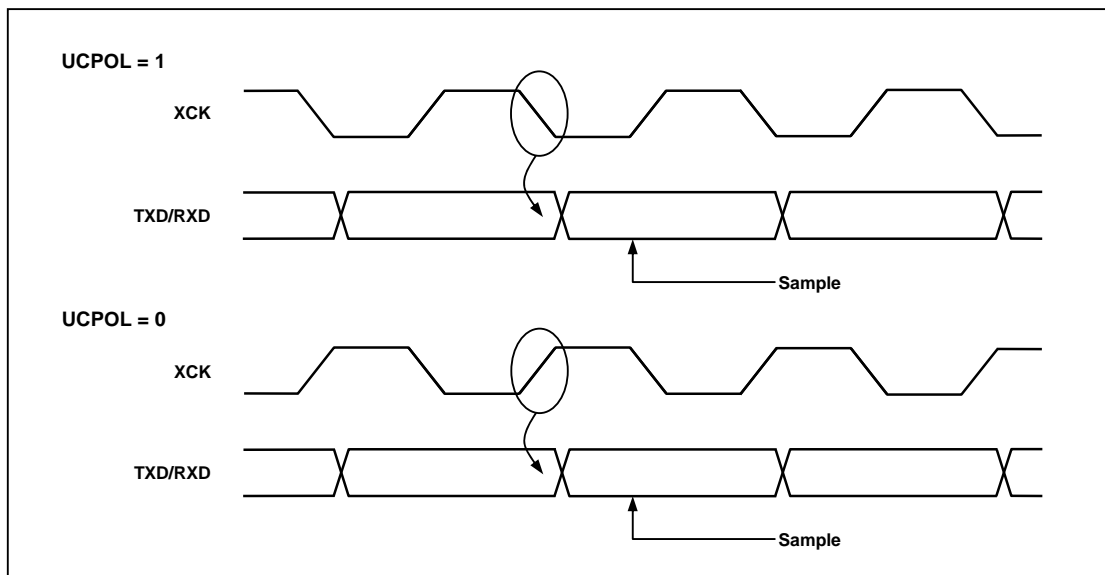 UCPOL = 1
XCK
TXD/RXD
Sample
UCPOL = 0
XCK
TXD/RXD
Sample